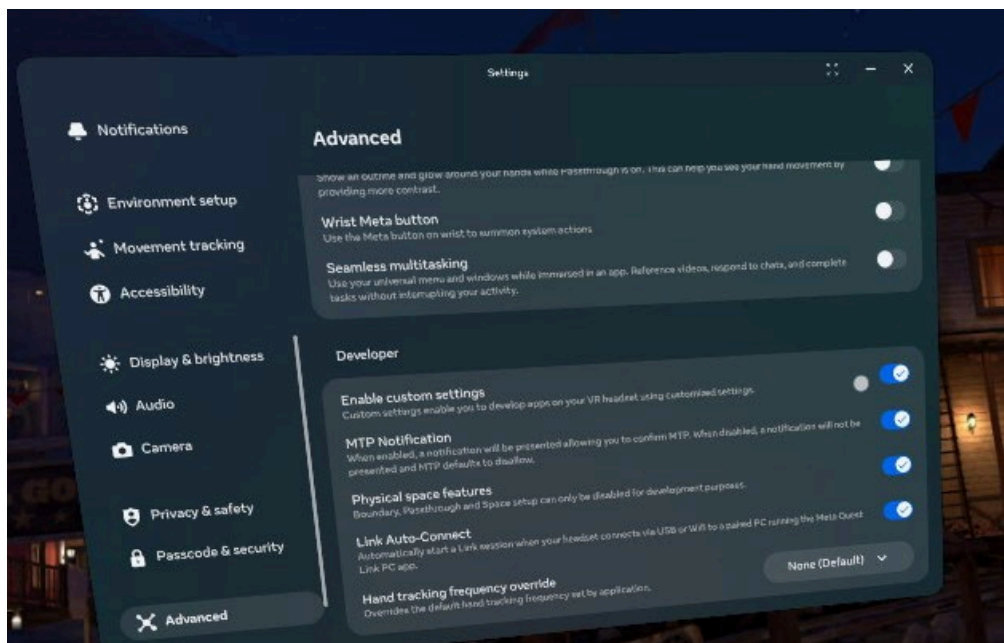 Settings
Notifications
Environment setup
Movement tracking
Accessibility
Display & brightness
Audio
Camera
Privacy & safety
Passcode & security
Advanced
Advanced
Show an outline and glow around your hands while Passthrough is on. This can help you see your hand movement by
providing more contrast.
Wrist Meta button
Use the Meta button on wrist to summon system actions
Seamless multitasking
Use your universal menu and windows while immersed in an app. Reference videos, respond to chats, and complete
tasks without interrupting your activity.
Developer
Enable custom settings
Custom settings enable you to develop apps on your VR headset using customized settings.
MTP Notification
When enabled, a notification will be presented allowing you to confirm MTP. When disabled, a notification will not be
presented and MTP defaults to disallow.
Physical space features
Boundary, Passthrough and Space setup can only be disabled for development purposes.
Link Auto-Connect
Automatically start a Link session when your headset connects via USB or Wifi to a paired PC running the Meta Quest
Link PC app.
Hand tracking frequency override
Overrides the default hand tracking frequency set by application.
None (Default)
GO